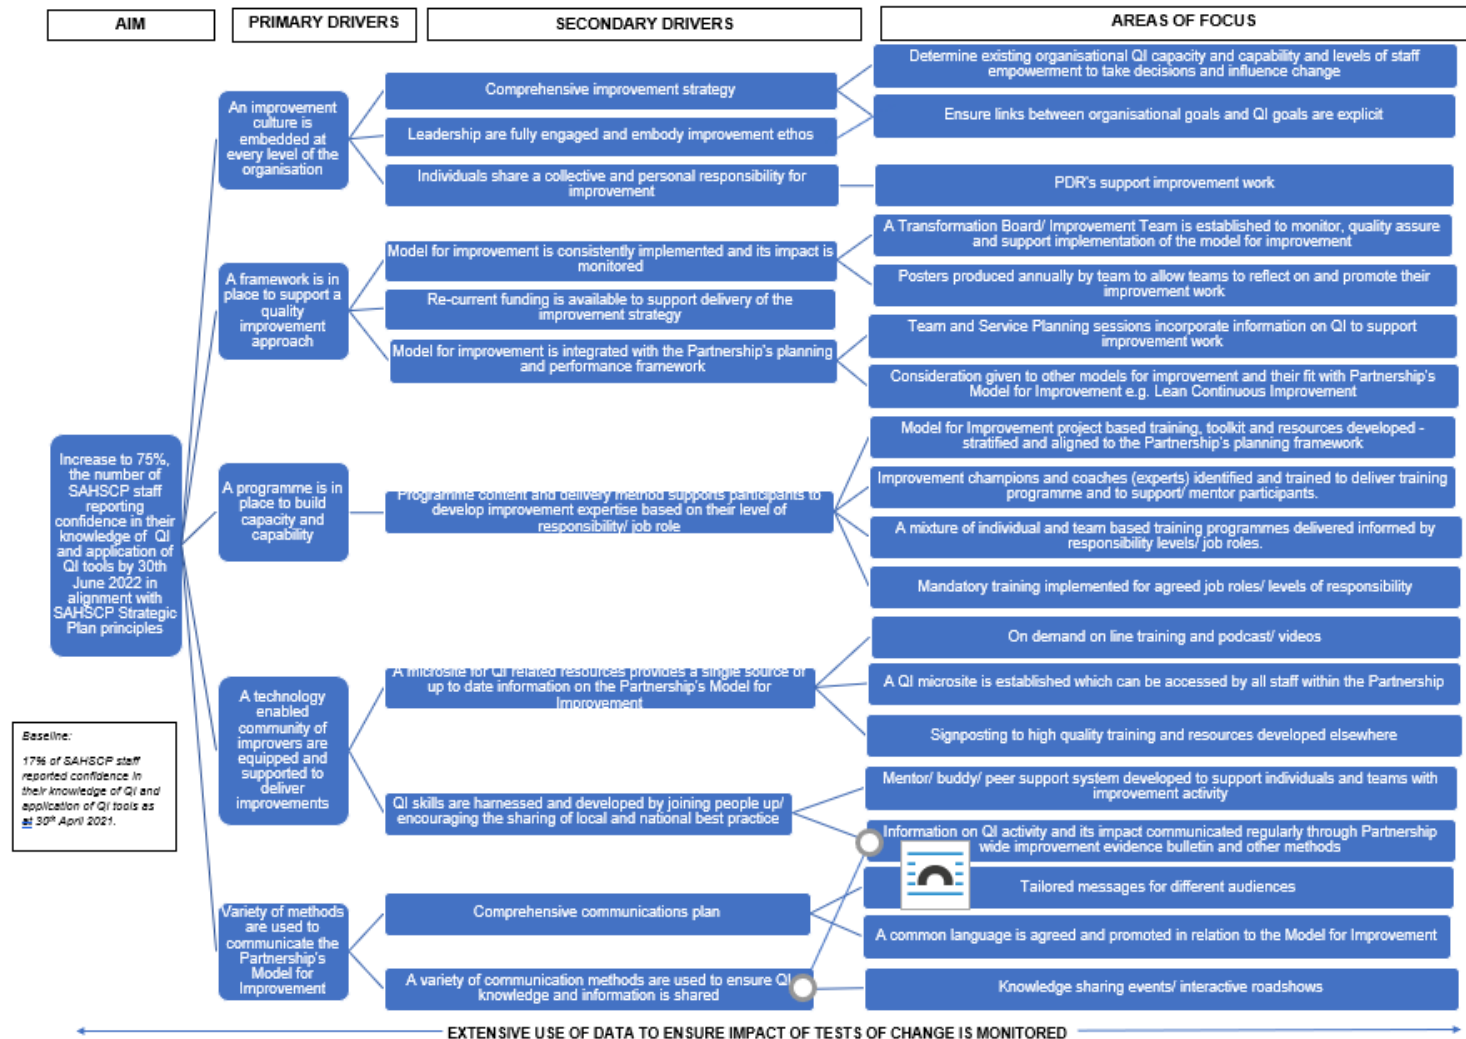 AIM
PRIMARY DRIVERS
SECONDARY DRIVERS
AREAS OF FOCUS
Increase to 75%,
the number of
SAHSCP staff
reporting
confidence in their
knowledge of QI
and application of
QI tools by 30th
June 2022 in
alignment with
SAHSCP Strategic
Plan principles
Baseline:
17% of SAHSCP staff
reported confidence in
their knowledge of QI and
application of QI tools as
at 30th April 2021.
An improvement
culture is
embedded at
every level of the
organisation
Comprehensive improvement strategy
Leadership are fully engaged and embody improvement ethos
Individuals share a collective and personal responsibility for
improvement
Determine existing organisational QI capacity and capability and levels of staff
empowerment to take decisions and influence change
Ensure links between organisational goals and QI goals are explicit
PDR's support improvement work
A framework is in
place to support a
quality
improvement
approach
Model for improvement is consistently implemented and its impact is
monitored
Re-current funding is available to support delivery of the
improvement strategy
Model for improvement is integrated with the Partnership's planning
and performance framework
A Transformation Board/ Improvement Team is established to monitor, quality assure
and support implementation of the model for improvement
Posters produced annually by team to allow teams to reflect on and promote their
improvement work
Team and Service Planning sessions incorporate information on QI to support
improvement work
Consideration given to other models for improvement and their fit with Partnership's
Model for Improvement e.g. Lean Continuous Improvement
A programme is in
place to build
capacity and
capability
Programme content and delivery method supports participants to
develop improvement expertise based on their level of
responsibility/ job role
Model for Improvement project based training, toolkit and resources developed -
stratified and aligned to the Partnership's planning framework
Improvement champions and coaches (experts) identified and trained to deliver training
programme and to support/ mentor participants.
A mixture of individual and team based training programmes delivered informed by
responsibility levels/ job roles.
Mandatory training implemented for agreed job roles/ levels of responsibility
A technology
enabled
community of
improvers are
equipped and
supported to
deliver
improvements
A microsite for QI related resources provides a single source of
up to date information on the Partnership's Model for
Improvement
QI skills are harnessed and developed by joining people up/
encouraging the sharing of local and national best practice
On demand on line training and podcast/ videos
A QI microsite is established which can be accessed by all staff within the Partnership
Signposting to high quality training and resources developed elsewhere
Mentor/ buddy/ peer support system developed to support individuals and teams with
improvement activity
Information on QI activity and its impact communicated regularly through Partnership
wide improvement evidence bulletin and other methods
Variety of methods
are used to
communicate the
Partnership's
Model for
Improvement
Comprehensive communications plan
A variety of communication methods are used to ensure QI
knowledge and information is shared
Tailored messages for different audiences
A common language is agreed and promoted in relation to the Model for Improvement
Knowledge sharing events/ interactive roadshows
EXTENSIVE USE OF DATA TO ENSURE IMPACT OF TESTS OF CHANGE IS MONITORED